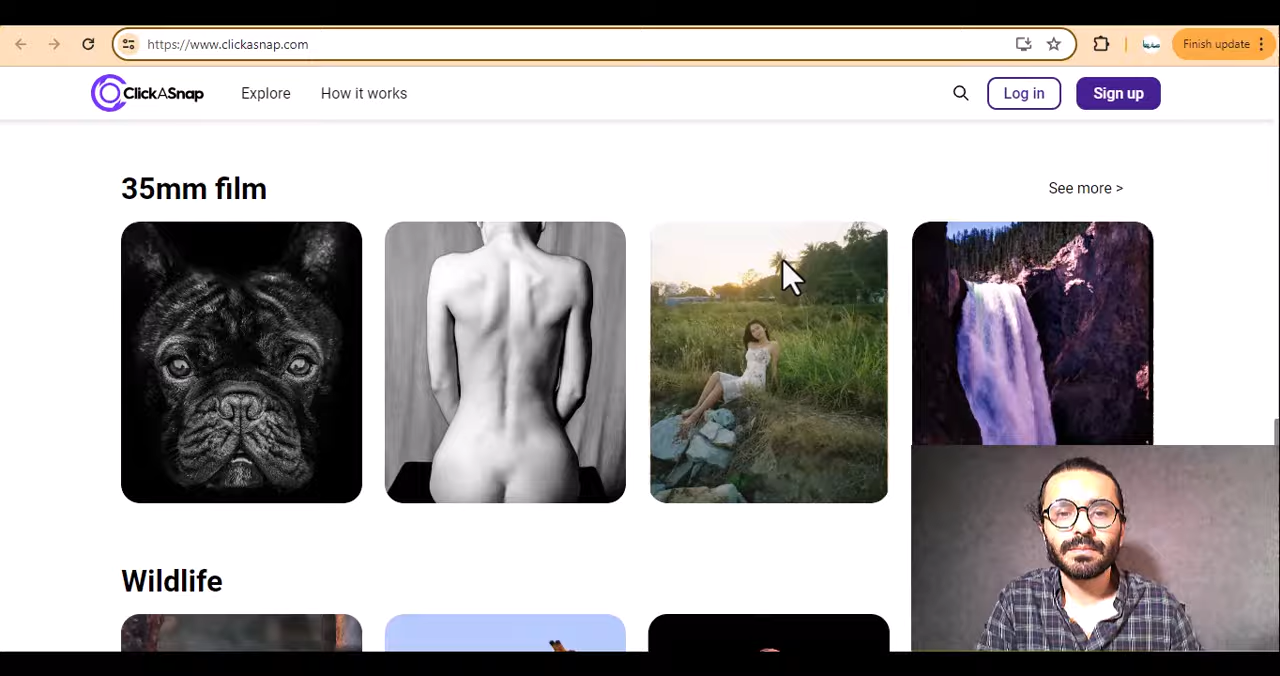 https://www.clickasnap.com
Finish update
ClickASnap
Explore
How it works
Log in
Sign up
35mm film
See more >
Wildlife